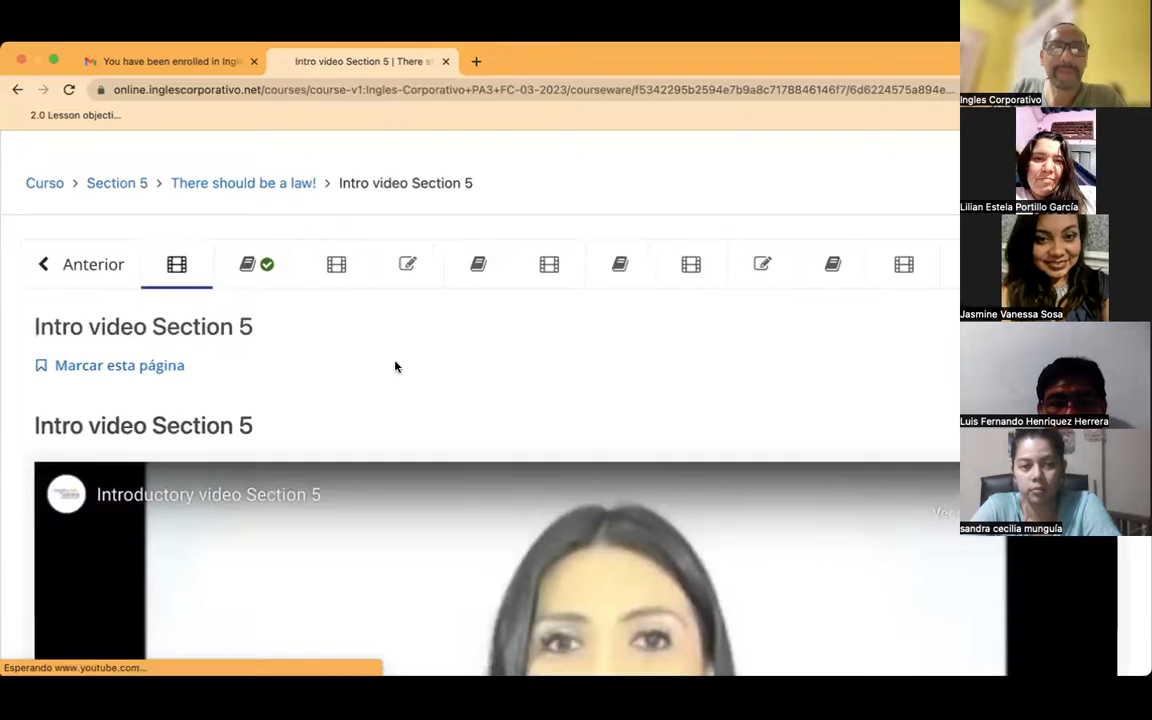 You have been enrolled in Ingl
Intro video Section 5 | There s
online.inglescorporativo.net/courses/course-v1:Ingles-Corporativo+PA3+FC-03-2023/courseware/f5342295b2594e7b9a8c7178846146f7/6d6224575a894e...
2.0 Lesson objecti...
Curso > Section 5 > There should be a law! > Intro video Section 5
Anterior
Intro video Section 5
Marcar esta página
Intro video Section 5
Introductory video Section 5
Ver
Esperando www.youtube.com...
Ingles Corporativo
Lilian Estela Portillo García
Jasmine Vanessa Sosa
Luis Fernando Henriquez Herrera
sandra cecilia munguía